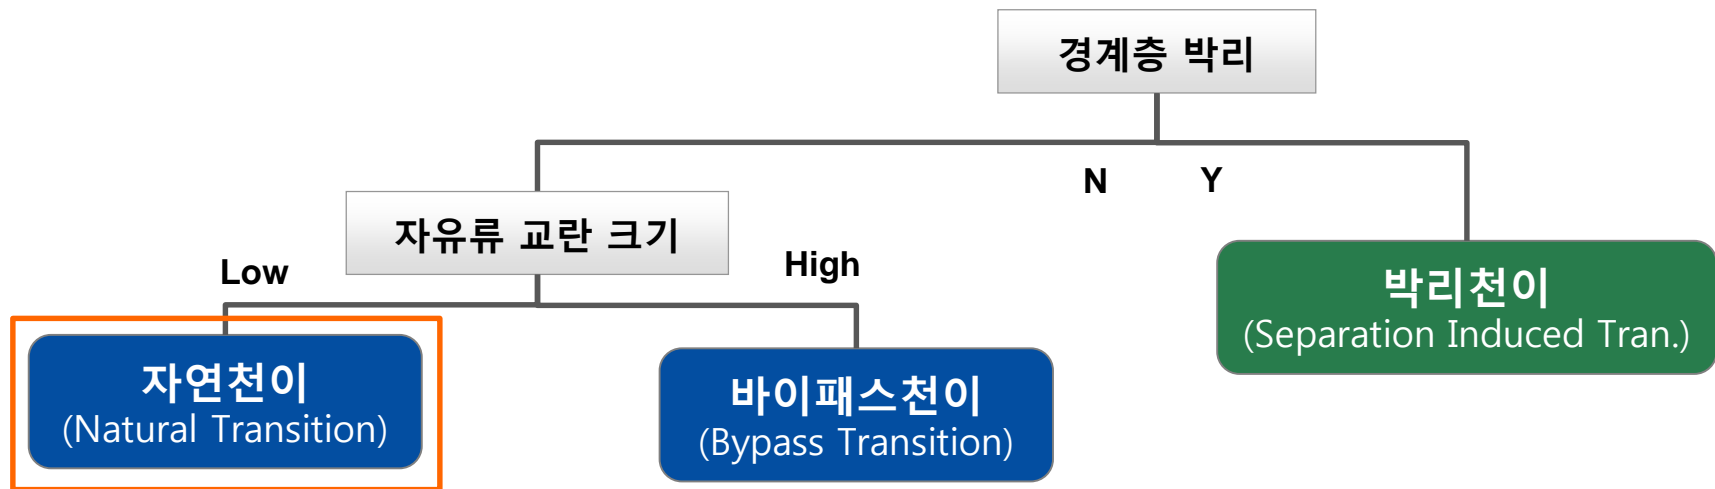 경계층 박리
N
Y
자유류 교란 크기
Low
High
박리천이
(Separation Induced Tran.)
자연천이
(Natural Transition)
바이패스천이
(Bypass Transition)